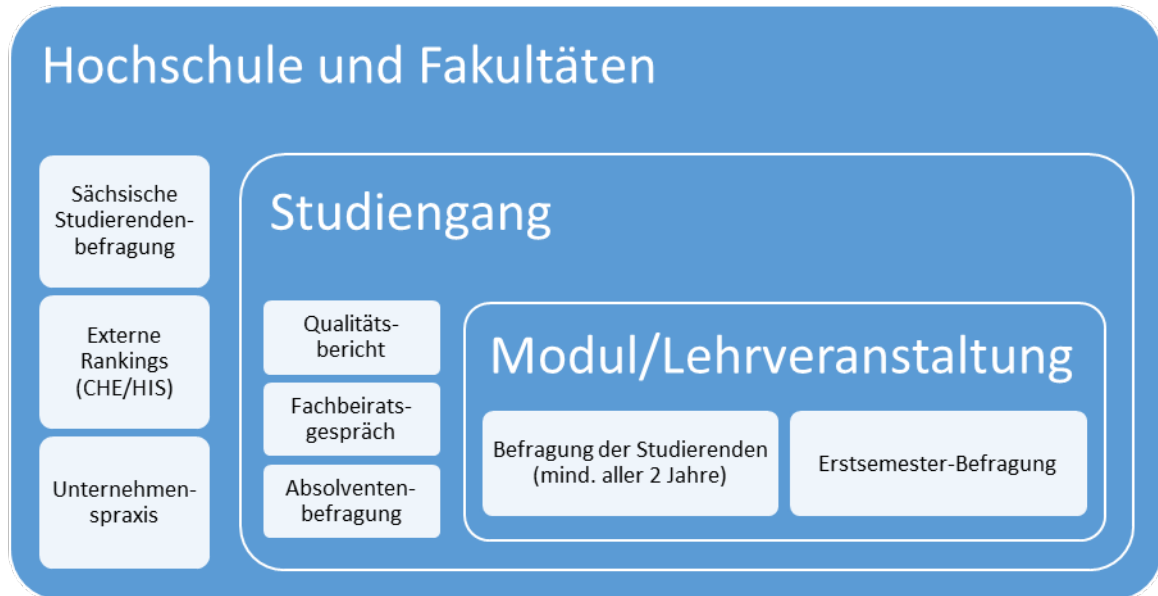 Hochschule und Fakultäten
Sächsische
Studierenden-
befragung
Externe
Rankings
(CHE/HIS)
Unternehmen-
spraxis
Studiengang
Qualitäts-
bericht
Fachbeirats-
gespräch
Absolventen-
befragung
Modul/Lehrveranstaltung
Befragung der Studierenden
(mind. aller 2 Jahre)
Erstsemester-Befragung